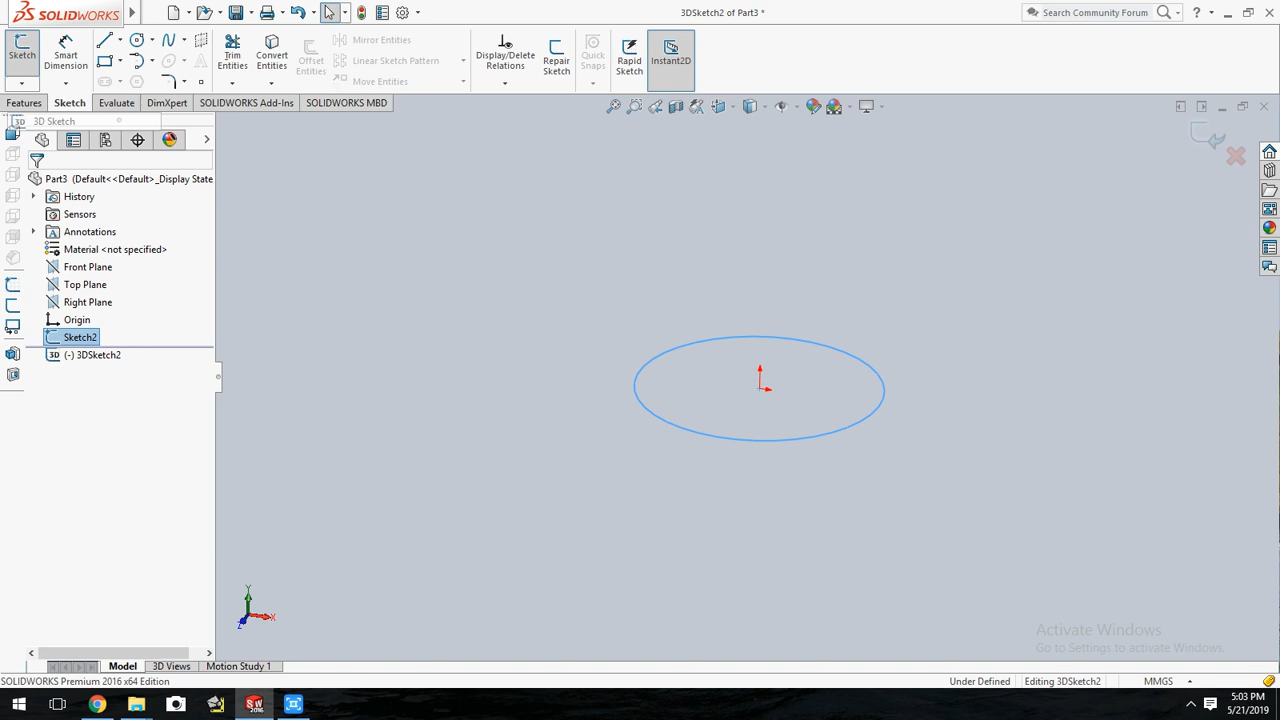 SOLIDWORKS
3DSketch2 of Part3 *
Search Community Forum
?
Sketch
Smart Dimension
Trim Entities
Convert Entities
Offset Entities
Mirror Entities
Linear Sketch Pattern
Move Entities
Display/Delete Relations
Repair Sketch
Quick Snaps
Rapid Sketch
Instant2D
Features
Sketch
Evaluate
DimXpert
SOLIDWORKS Add-Ins
SOLIDWORKS MBD
3D Sketch
Part3 (Default<<Default>_Display State
History
Sensors
Annotations
Material <not specified>
Front Plane
Top Plane
Right Plane
Origin
Sketch2
3D (-) 3DSketch2
Y
X
Z
Activate Windows
Go to Settings to activate Windows.
Model
3D Views
Motion Study 1
SOLIDWORKS Premium 2016 x64 Edition
Under Defined
Editing 3DSketch2
MMGS
SW
2016
5:03 PM
5/21/2019